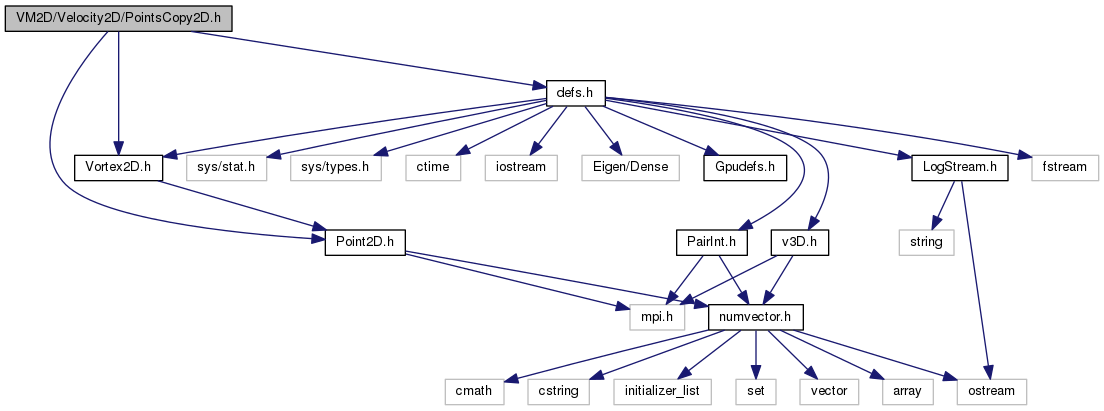 VM2D/Velocity2D/PointsCopy2D.h
defs.h
Vortex2D.h
sys/stat.h
sys/types.h
ctime
iostream
Eigen/Dense
Gpudefs.h
LogStream.h
fstream
Point2D.h
PairInt.h
v3D.h
string
mpi.h
numvector.h
cmath
cstring
initializer_list
set
vector
array
ostream